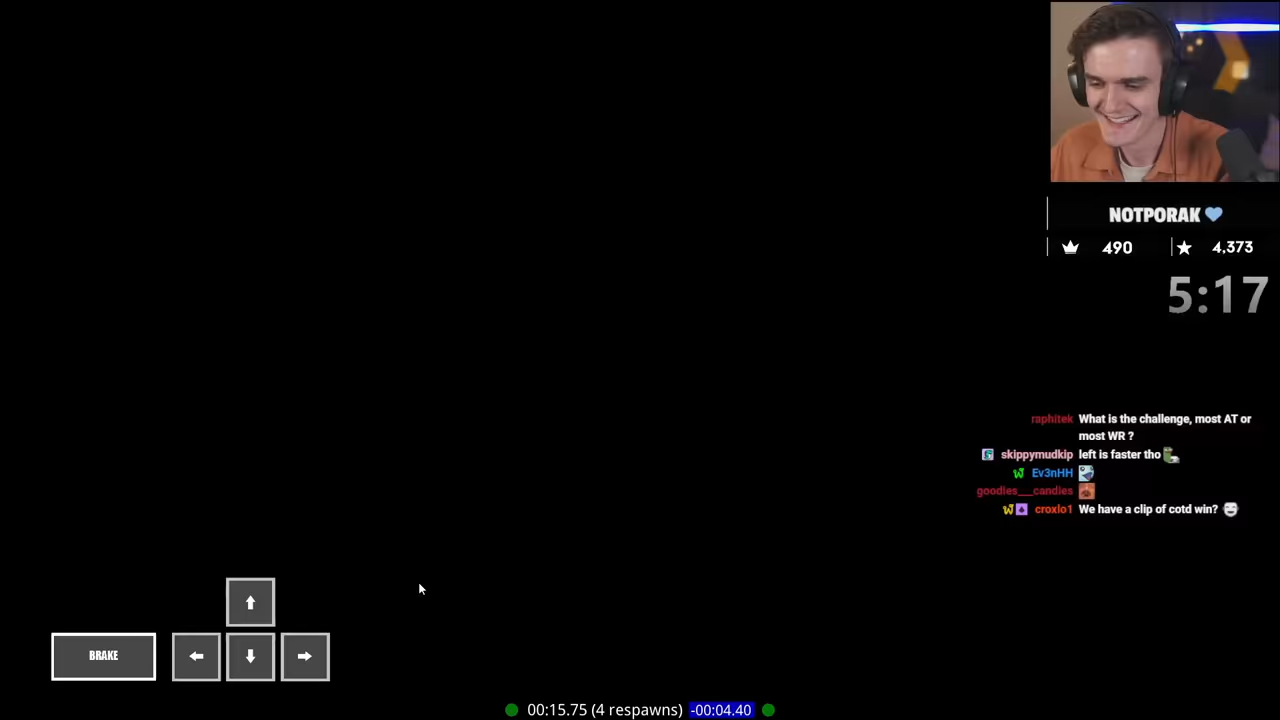 NOTPORAK
490
4,373
5:17
raphitek What is the challenge, most AT or
most WR ?
skippymudkip left is faster tho
Ev3nHH
goodies___candies
croxlo1 We have a clip of cotd win?
BRAKE
00:15.75 (4 respawns) -00:04.40